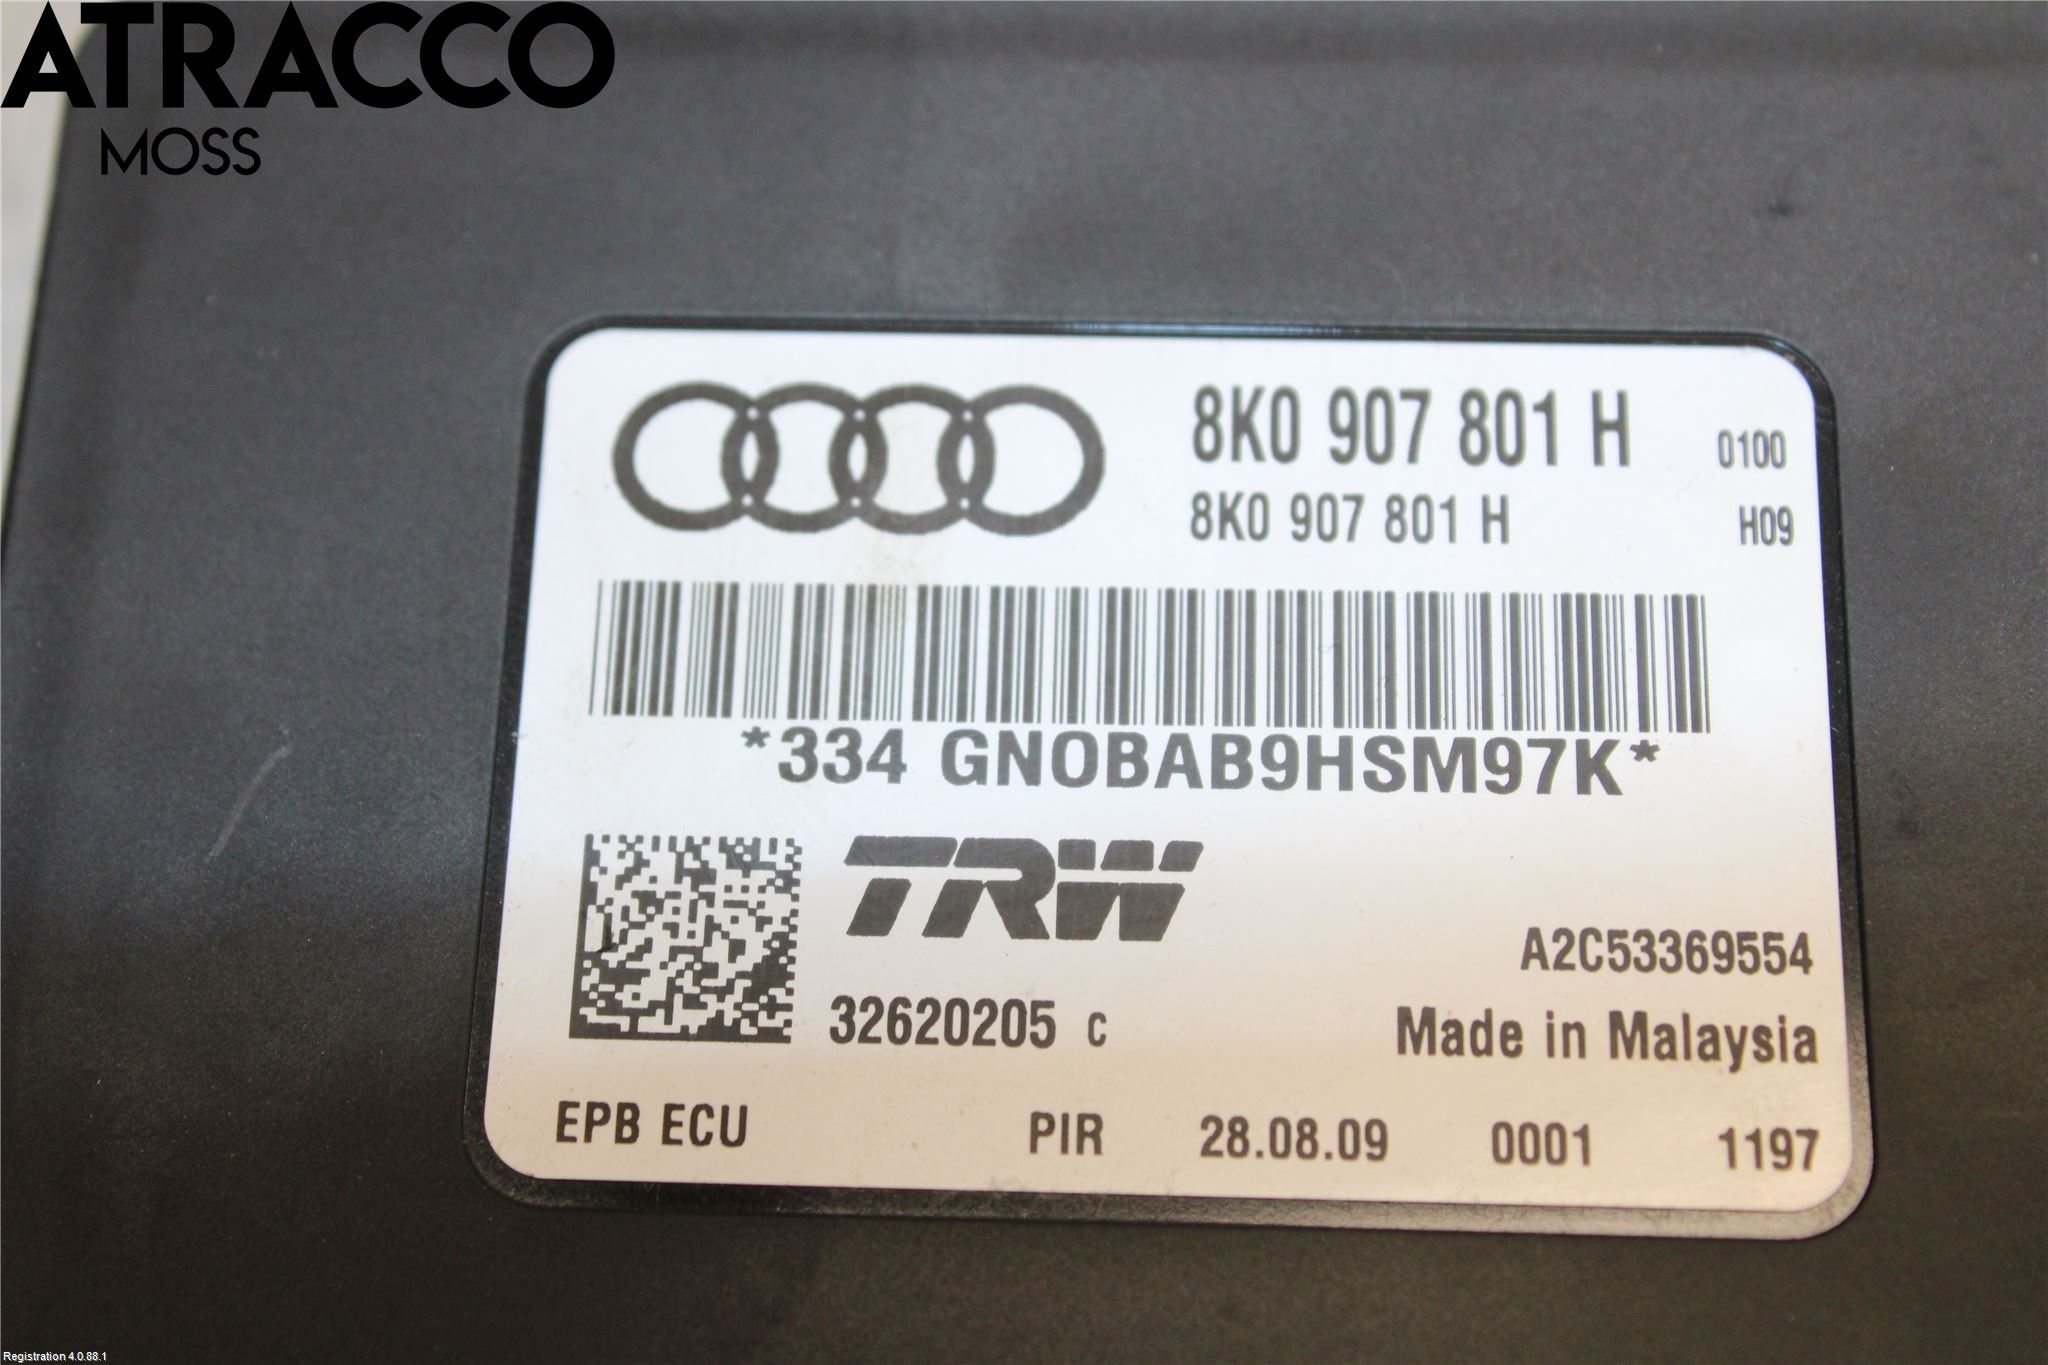 ATRACCO
MOSS
8K0 907 801 H 0100
8K0 907 801 H H09
*334 GN0BAB9HSM97K*
TRW
A2C53369554
32620205 C Made in Malaysia
EPB ECU PIR 28.08.09 0001 1197
Registration 4.0.88.1